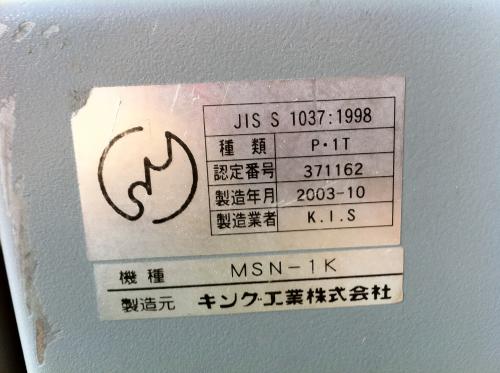 JIS S 1037:1998
種類 P・1T
認定番号 371162
製造年月 2003-10
製造業者 K.I.S
機種 MSN-1K
製造元 キング工業株式会社